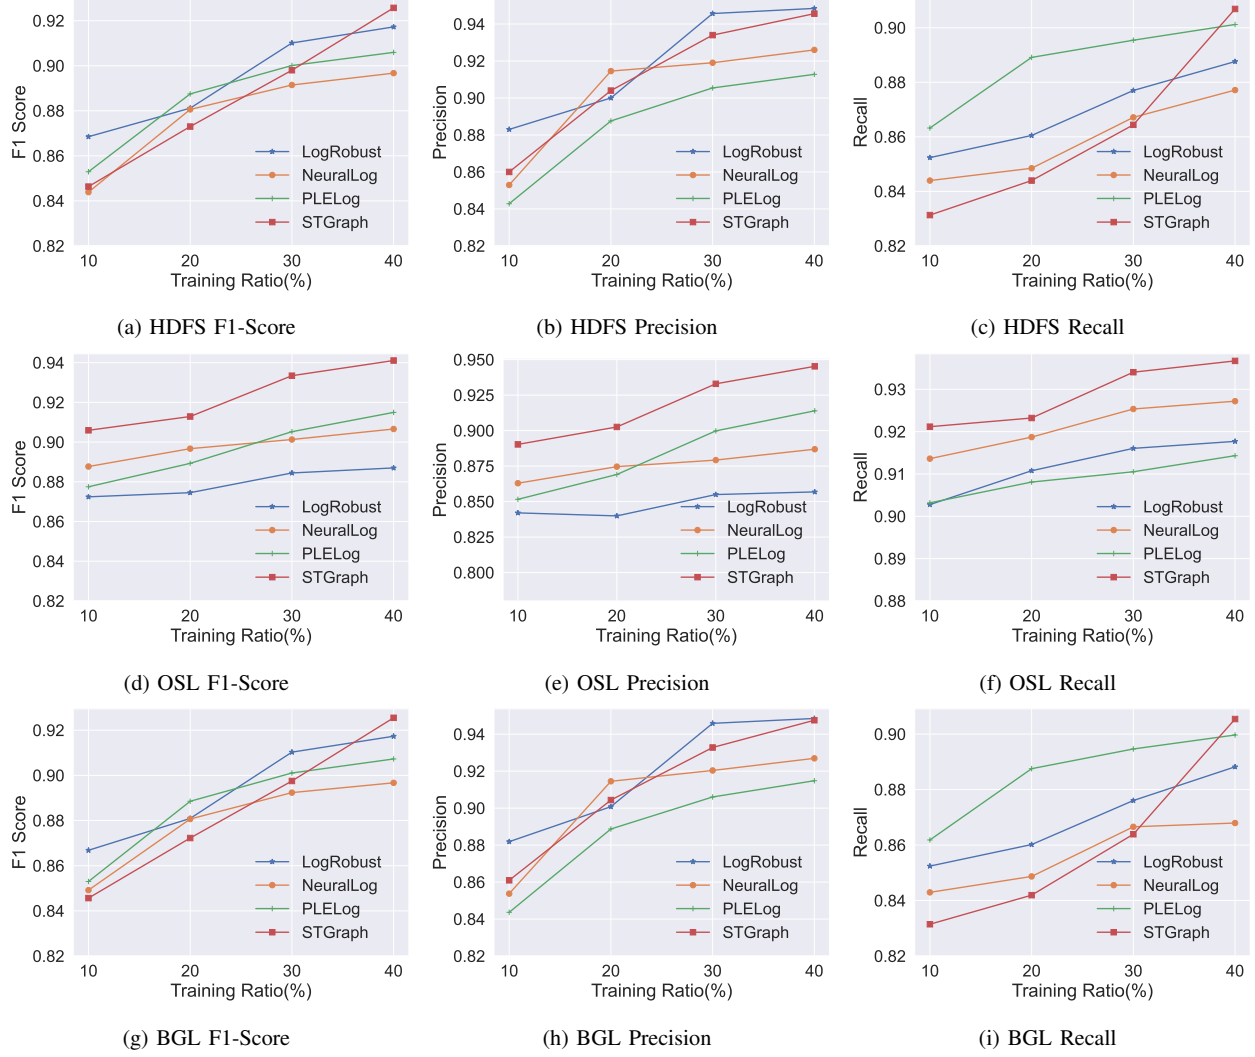 0.92
0.90
0.88
0.86
0.84
0.82
F1 Score
10 20 30 40
Training Ratio(%)
LogRobust
NeuralLog
PLELog
STGraph
(a) HDFS F1-Score
0.94
0.92
0.90
0.88
0.86
0.84
0.82
Precision
10 20 30 40
Training Ratio(%)
LogRobust
NeuralLog
PLELog
STGraph
(b) HDFS Precision
0.90
0.88
0.86
0.84
0.82
Recall
10 20 30 40
Training Ratio(%)
LogRobust
NeuralLog
PLELog
STGraph
(c) HDFS Recall
0.94
0.92
0.90
0.88
0.86
0.84
0.82
F1 Score
10 20 30 40
Training Ratio(%)
LogRobust
NeuralLog
PLELog
STGraph
(d) OSL F1-Score
0.950
0.925
0.900
0.875
0.850
0.825
0.800
Precision
10 20 30 40
Training Ratio(%)
LogRobust
NeuralLog
PLELog
STGraph
(e) OSL Precision
0.93
0.92
0.91
0.90
0.89
0.88
Recall
10 20 30 40
Training Ratio(%)
LogRobust
NeuralLog
PLELog
STGraph
(f) OSL Recall
0.92
0.90
0.88
0.86
0.84
0.82
F1 Score
10 20 30 40
Training Ratio(%)
LogRobust
NeuralLog
PLELog
STGraph
(g) BGL F1-Score
0.94
0.92
0.90
0.88
0.86
0.84
0.82
Precision
10 20 30 40
Training Ratio(%)
LogRobust
NeuralLog
PLELog
STGraph
(h) BGL Precision
0.90
0.88
0.86
0.84
0.82
Recall
10 20 30 40
Training Ratio(%)
LogRobust
NeuralLog
PLELog
STGraph
(i) BGL Recall